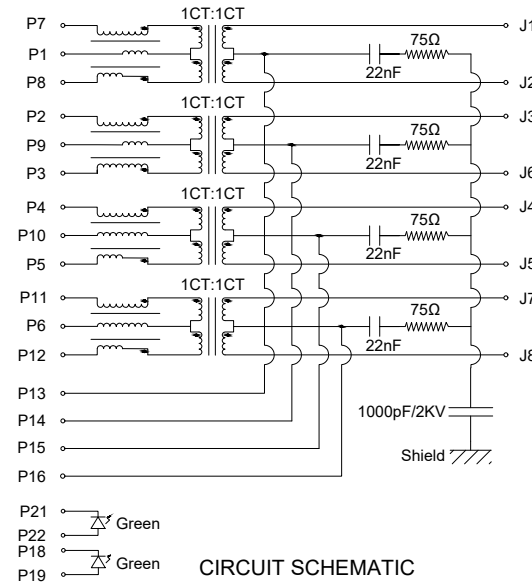 1CT:1CT
P7
J1
75Ω
P1
22nF
P8
J2
1CT:1CT
P2
J3
75Ω
P9
22nF
P3
J6
1CT:1CT
P4
J4
75Ω
P10
22nF
P5
J5
1CT:1CT
P11
J7
75Ω
P6
22nF
P12
J8
P13
1000pF/2KV
P14
P15
Shield
P16
P21
Green
P22
P18
Green
P19
CIRCUIT SCHEMATIC